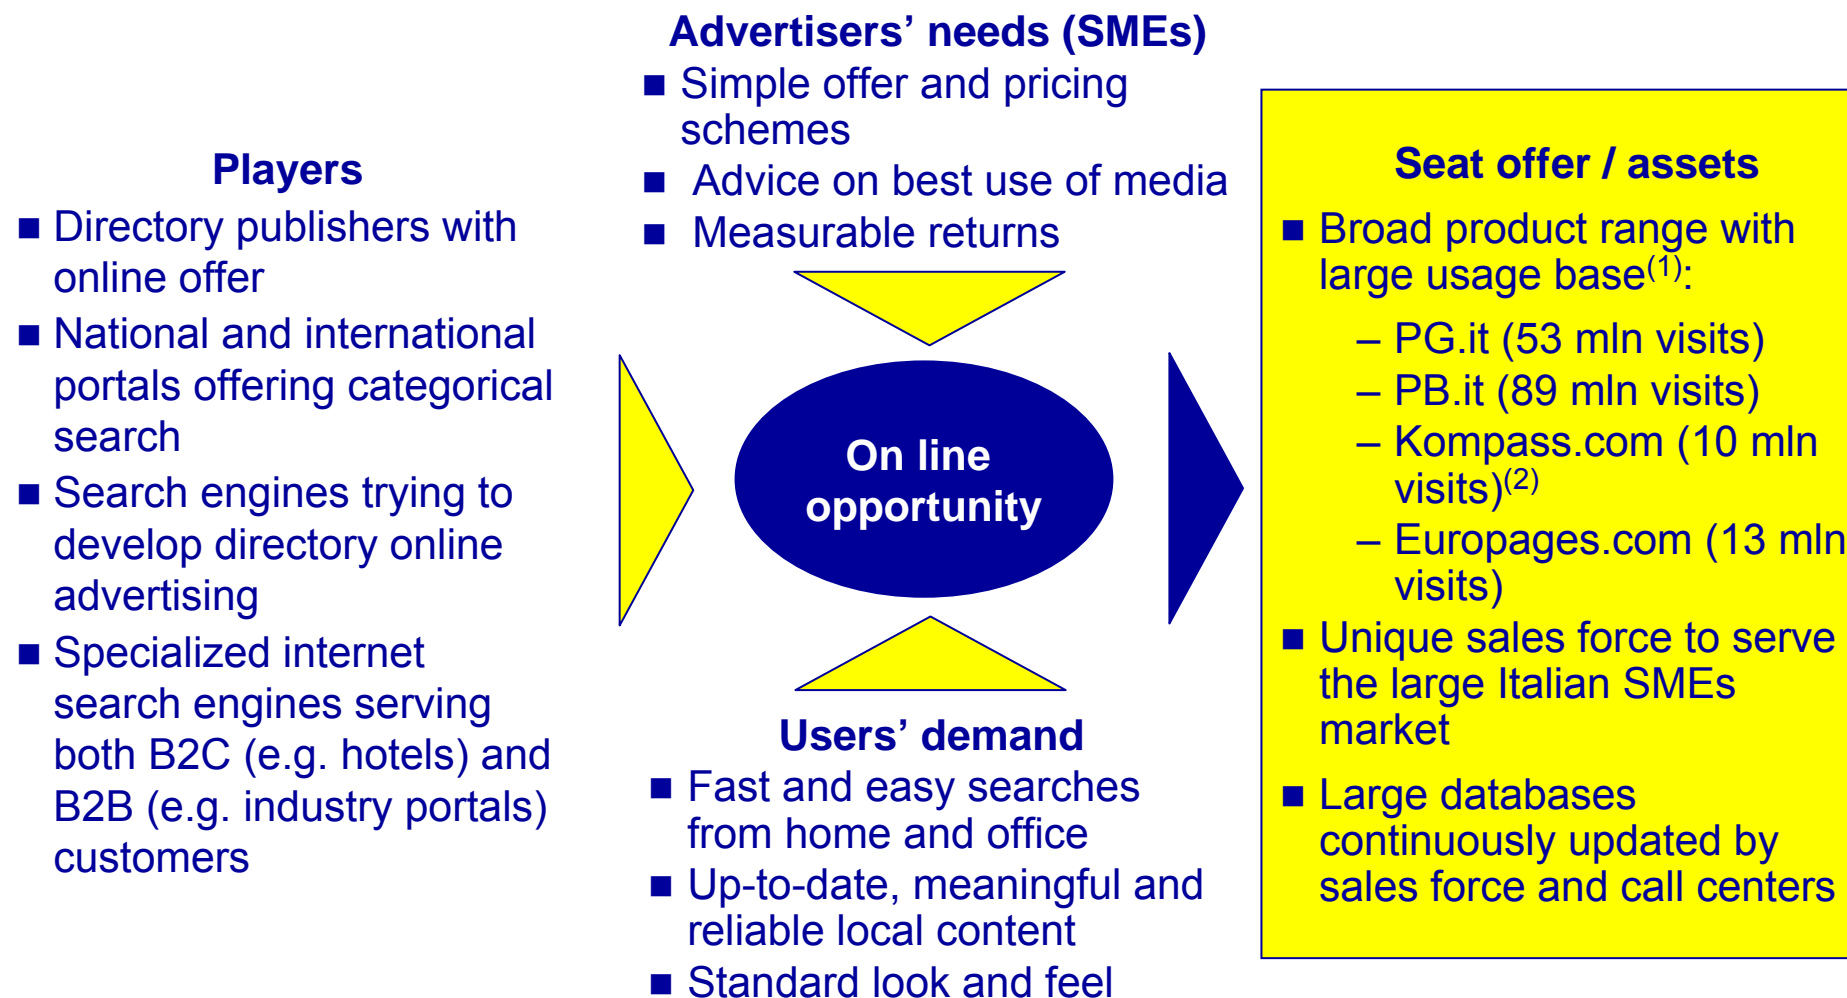 Players
■ Directory publishers with
online offer
■ National and international
portals offering categorical
search
■ Search engines trying to
develop directory online
advertising
■ Specialized internet
search engines serving
both B2C (e.g. hotels) and
B2B (e.g. industry portals)
customers
Advertisers’ needs (SMEs)
■ Simple offer and pricing
schemes
■ Advice on best use of media
■ Measurable returns
On line
opportunity
Users’ demand
■ Fast and easy searches
from home and office
■ Up-to-date, meaningful and
reliable local content
■ Standard look and feel
Seat offer / assets
■ Broad product range with
large usage base(1):
– PG.it (53 mln visits)
– PB.it (89 mln visits)
– Kompass.com (10 mln
visits)(2)
– Europages.com (13 mln
visits)
■ Unique sales force to serve
the large Italian SMEs
market
■ Large databases
continuously updated by
sales force and call centers